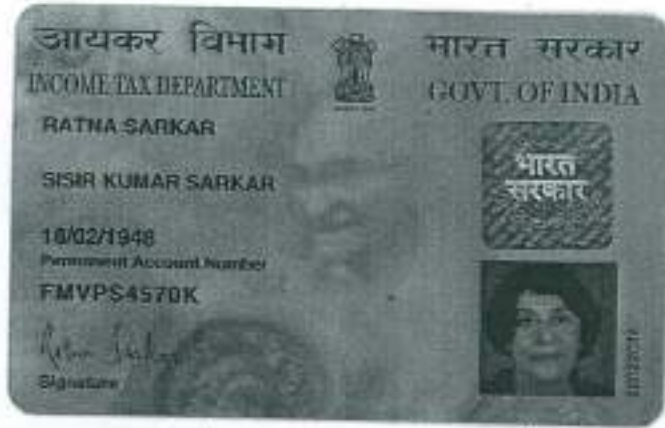 आयकर विभाग
भारत सरकार
INCOME TAX DEPARTMENT
GOVT. OF INDIA
RATNA SARKAR
SISIR KUMAR SARKAR
भारत
सरकार
16/02/1948
Permanent Account Number
FMVPS4570K
Signature